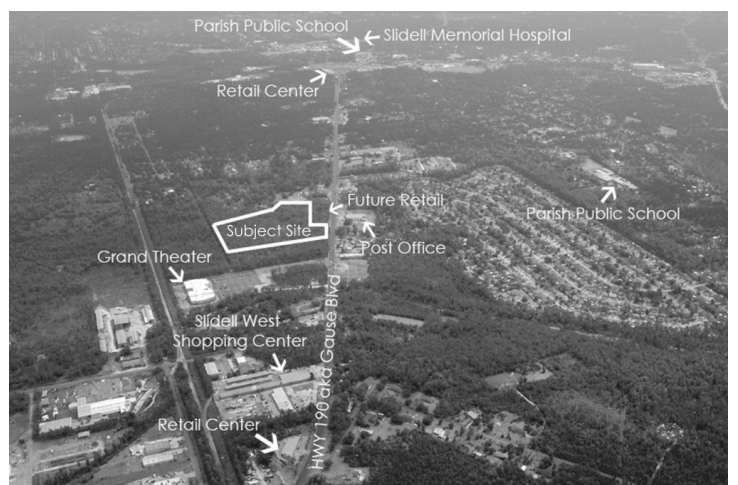 Parish Public School
Slidell Memorial Hospital
Retail Center
Future Retail
Parish Public School
Subject Site
Post Office
Grand Theater
Slidell West
Shopping Center
HWY 190 aka Gause Blvd
Retail Center